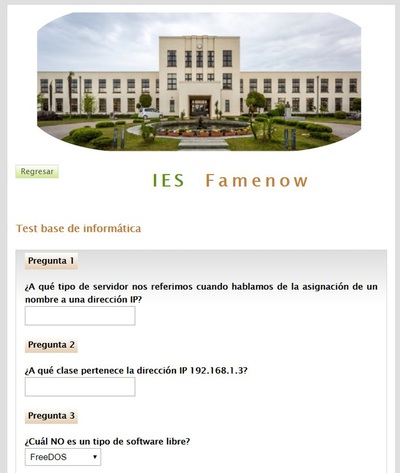 Regresar
IES Famenow
Test base de informática
Pregunta 1
¿A qué tipo de servidor nos referimos cuando hablamos de la asignación de un
nombre a una dirección IP?
Pregunta 2
¿A qué clase pertenece la dirección IP 192.168.1.3?
Pregunta 3
¿Cuál NO es un tipo de software libre?
FreeDOS